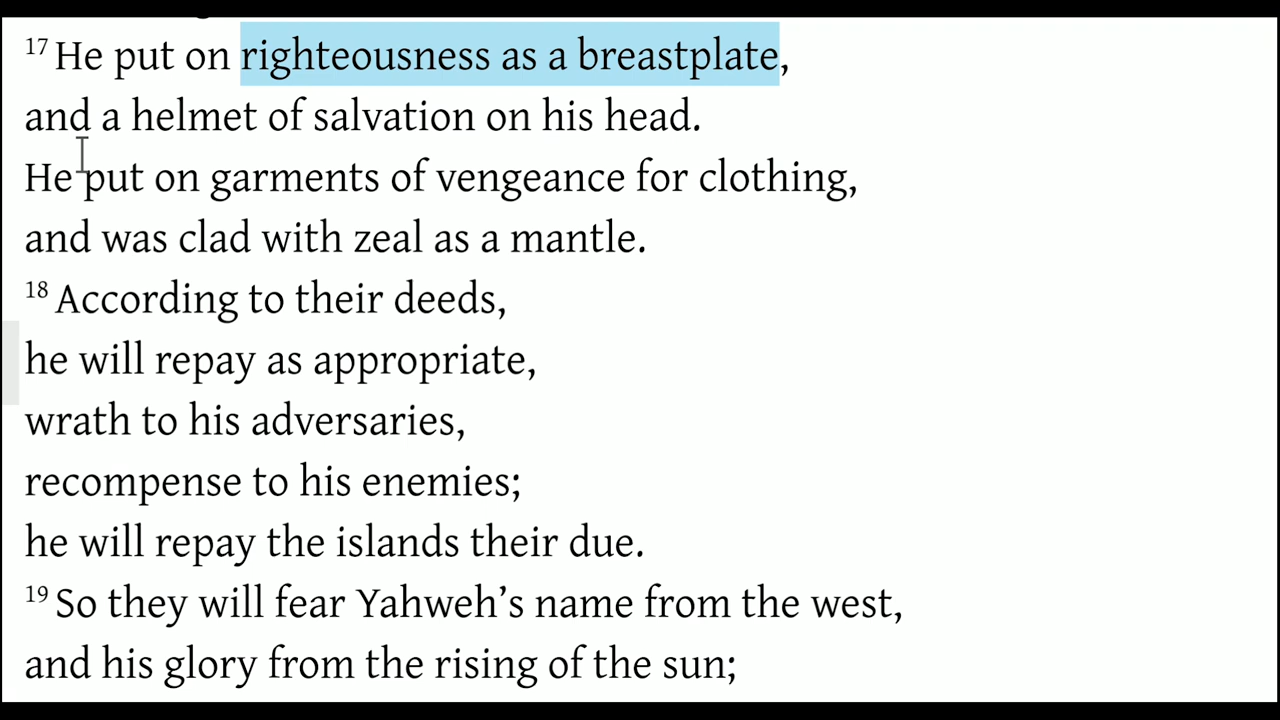 17 He put on righteousness as a breastplate,
and a helmet of salvation on his head.
He put on garments of vengeance for clothing,
and was clad with zeal as a mantle.
18 According to their deeds,
he will repay as appropriate,
wrath to his adversaries,
recompense to his enemies;
he will repay the islands their due.
19 So they will fear Yahweh’s name from the west,
and his glory from the rising of the sun;